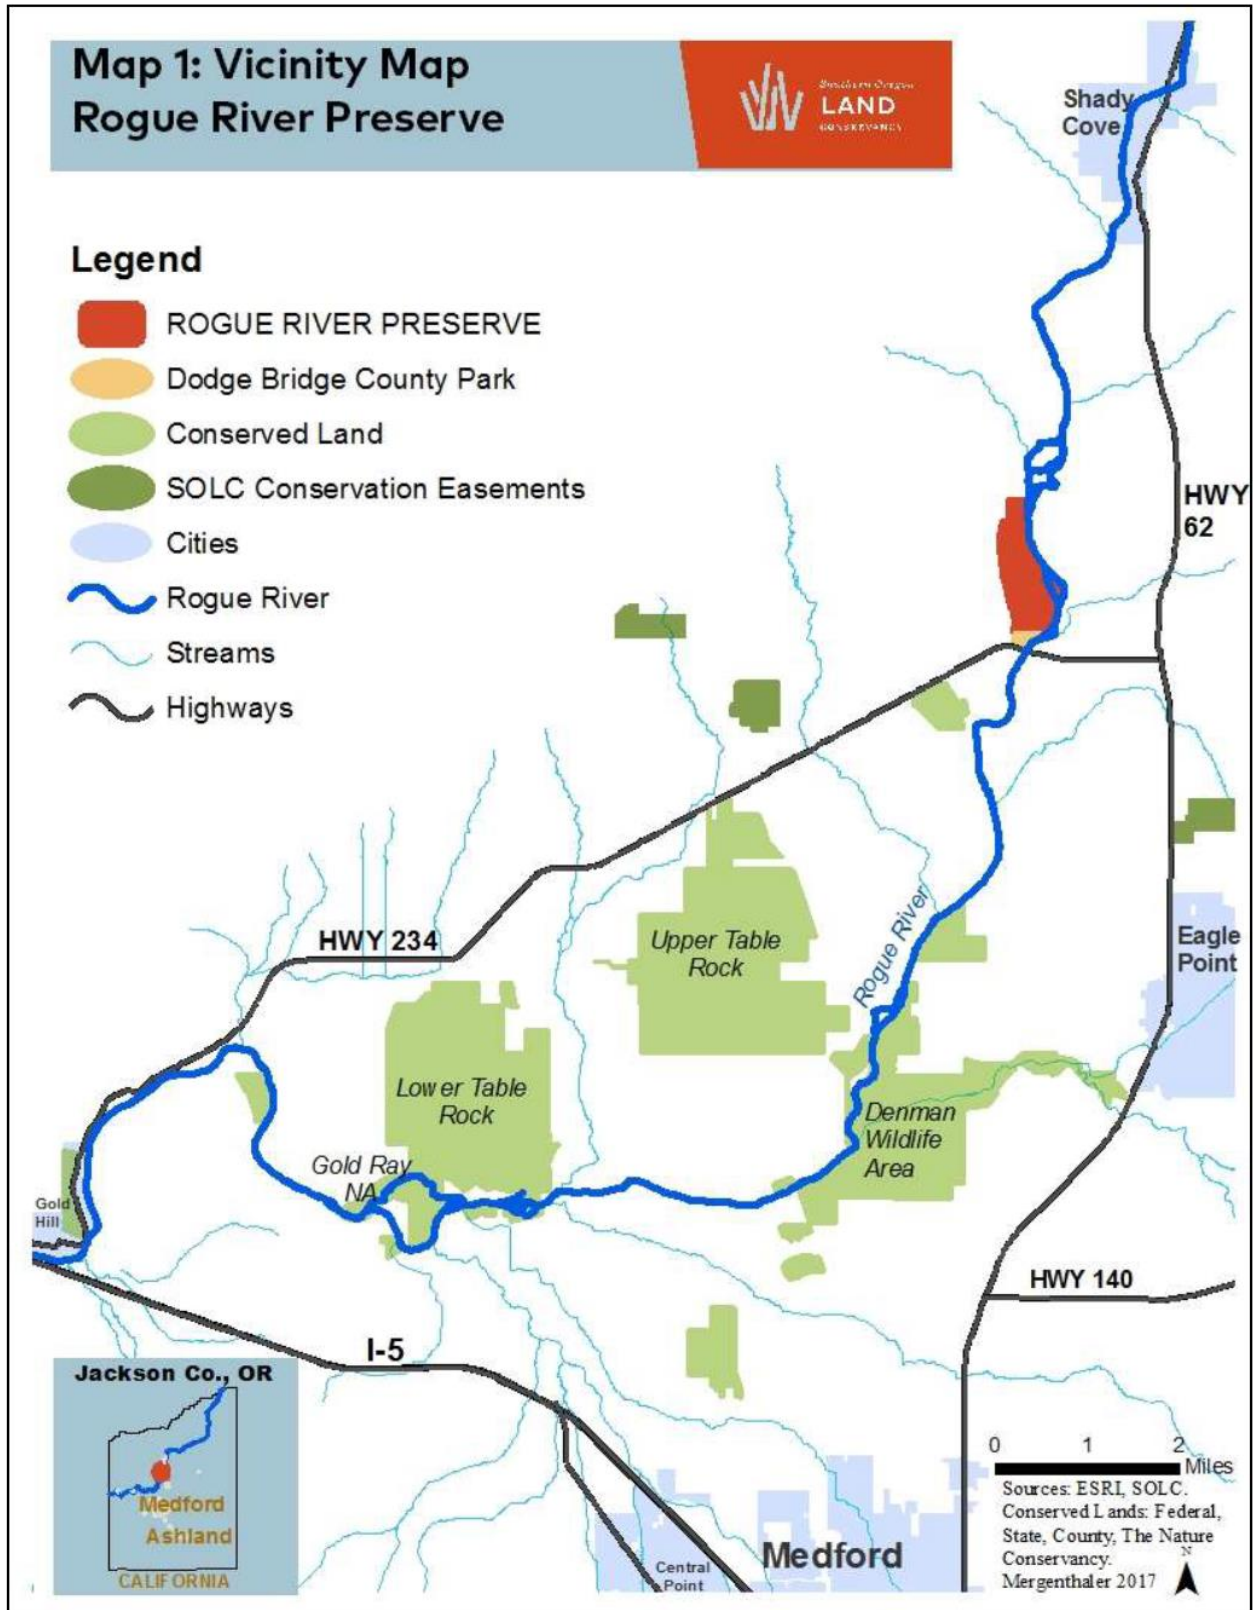 Map 1: Vicinity Map
Rogue River Preserve
Southern Oregon
LAND
CONSERVANCY
Shady
Cove
Legend
ROGUE RIVER PRESERVE
Dodge Bridge County Park
Conserved Land
SOLC Conservation Easements
Cities
Rogue River
Streams
Highways
HWY
62
HWY 234
Upper Table
Rock
Rogue River
Eagle
Point
Lower Table
Rock
Denman
Wildlife
Area
Gold Ray
NA
Gold
Hill
HWY 140
I-5
Jackson Co., OR
Medford
Ashland
CALIFORNIA
0 1 2
Miles
Sources: ESRI, SOLC.
Conserved Lands: Federal,
State, County, The Nature
Conservancy.
Mergenthaler 2017
N
Medford
Central
Point